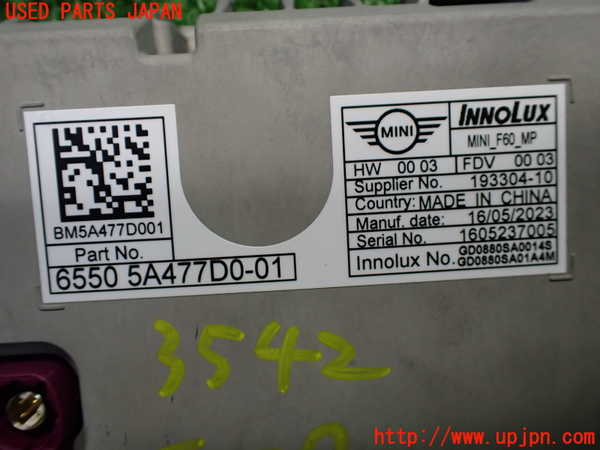 USED PARTS JAPAN
BM5A477D001
Part No.
6550 5A477D0-01
MINI
INNOLUX
MINI_F60_MP
HW 00 03 FDV 00 03
Supplier No. 193304-10
Country: MADE IN CHINA
Manuf. date: 16/05/2023
Serial No. 1605237005
Innolux No. GD0880SA0014S
GD0880SA01A4M
3542
http://www.upjpn.com/